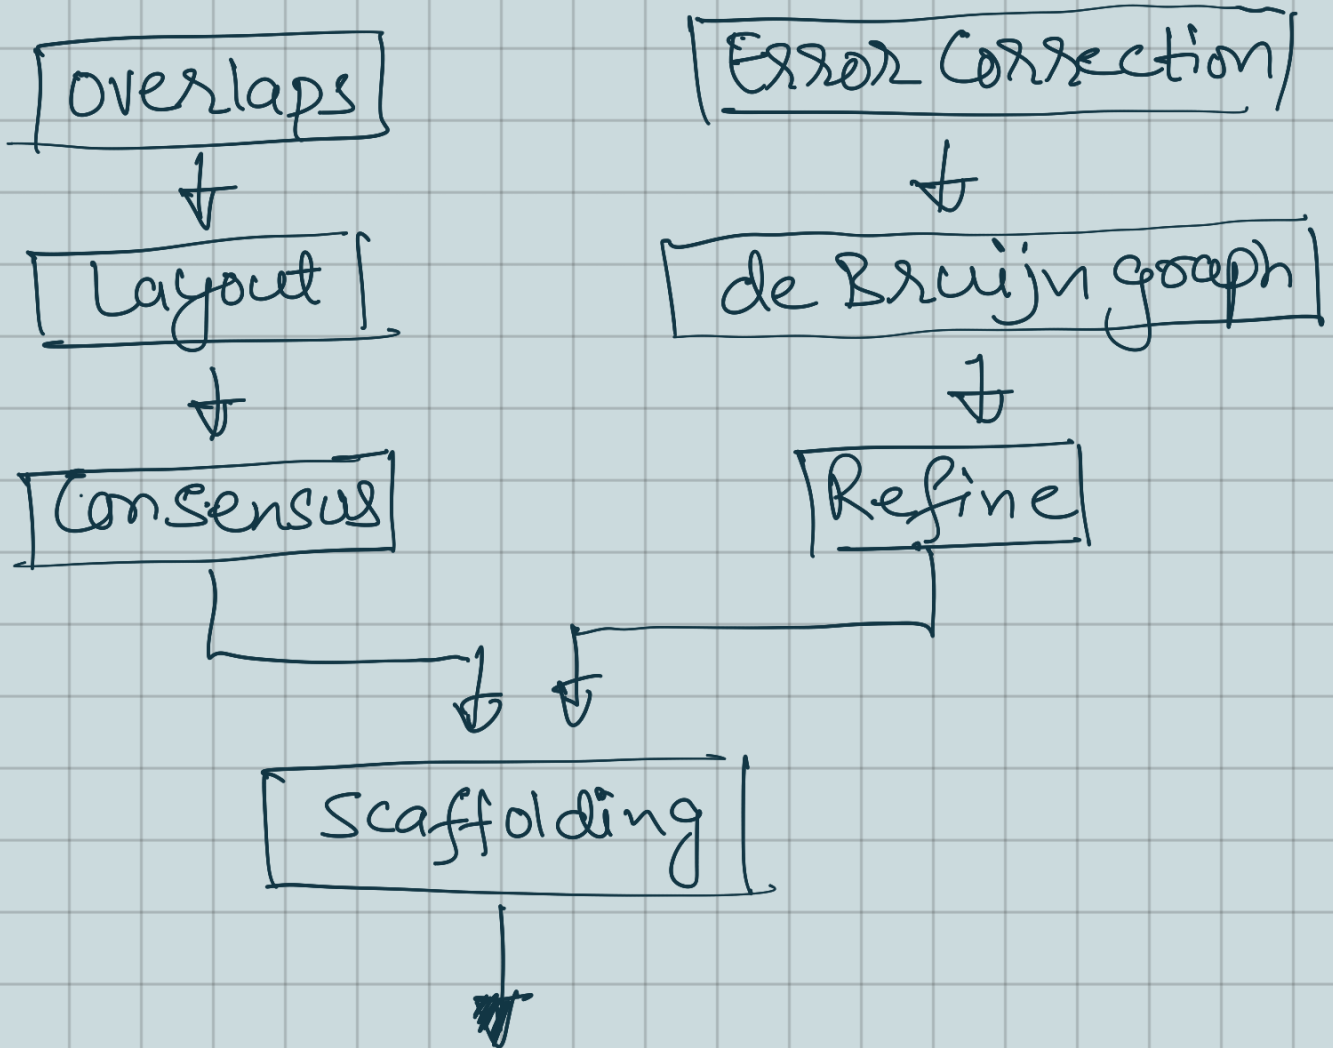 Overlaps
Error Correction
Layout
de Bruijn graph
Consensus
Refine
Scaffolding